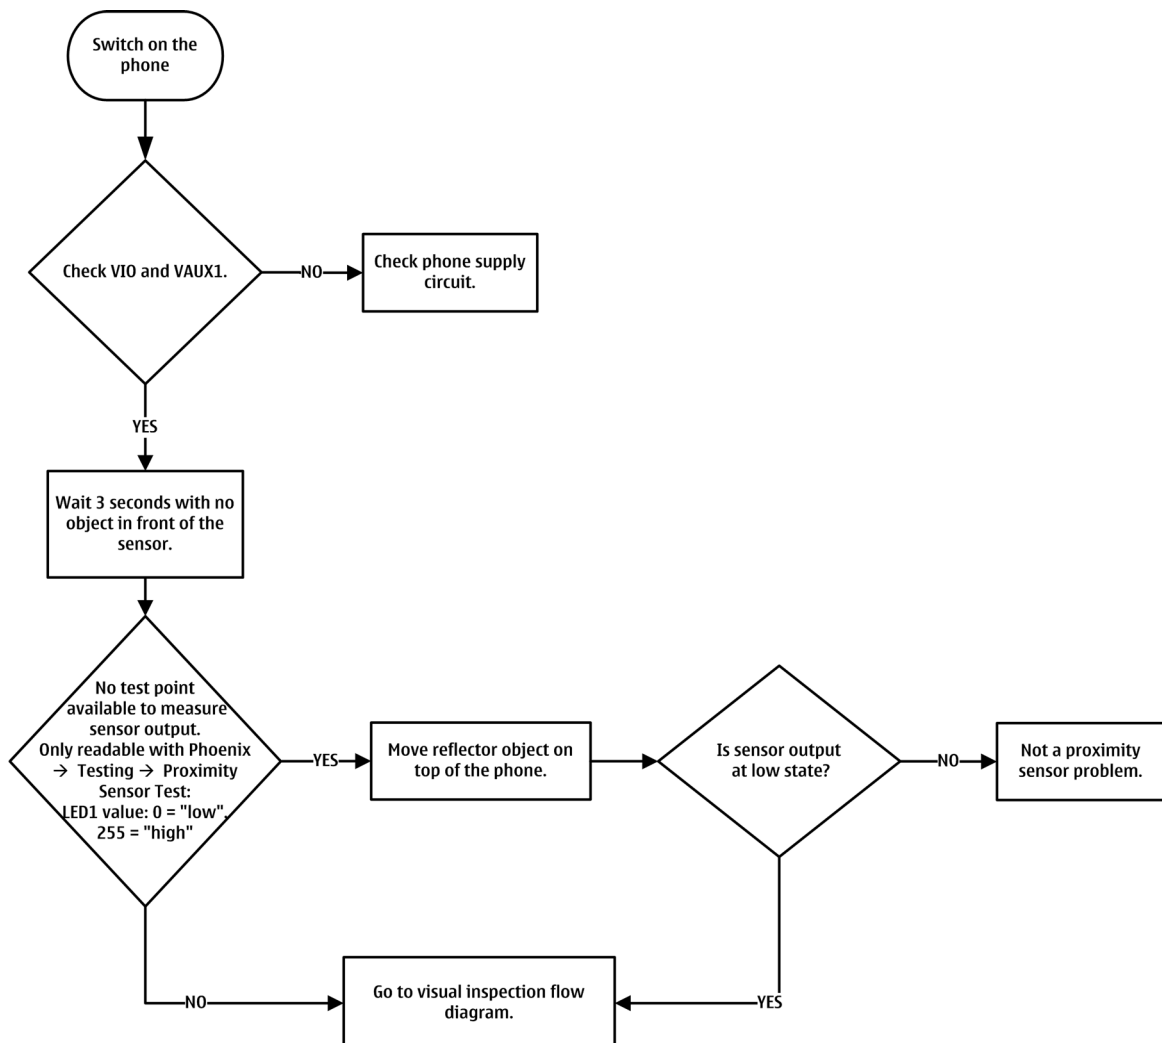 Switch on the
phone
Check VIO and VAUX1.
NO
Check phone supply
circuit.
YES
Wait 3 seconds with no
object in front of the
sensor.
No test point
available to measure
sensor output.
Only readable with Phoenix
→ Testing → Proximity
Sensor Test:
LED1 value: 0 = "low",
255 = "high"
YES
Move reflector object on
top of the phone.
Is sensor output
at low state?
NO
Not a proximity
sensor problem.
NO
Go to visual inspection flow
diagram.
YES